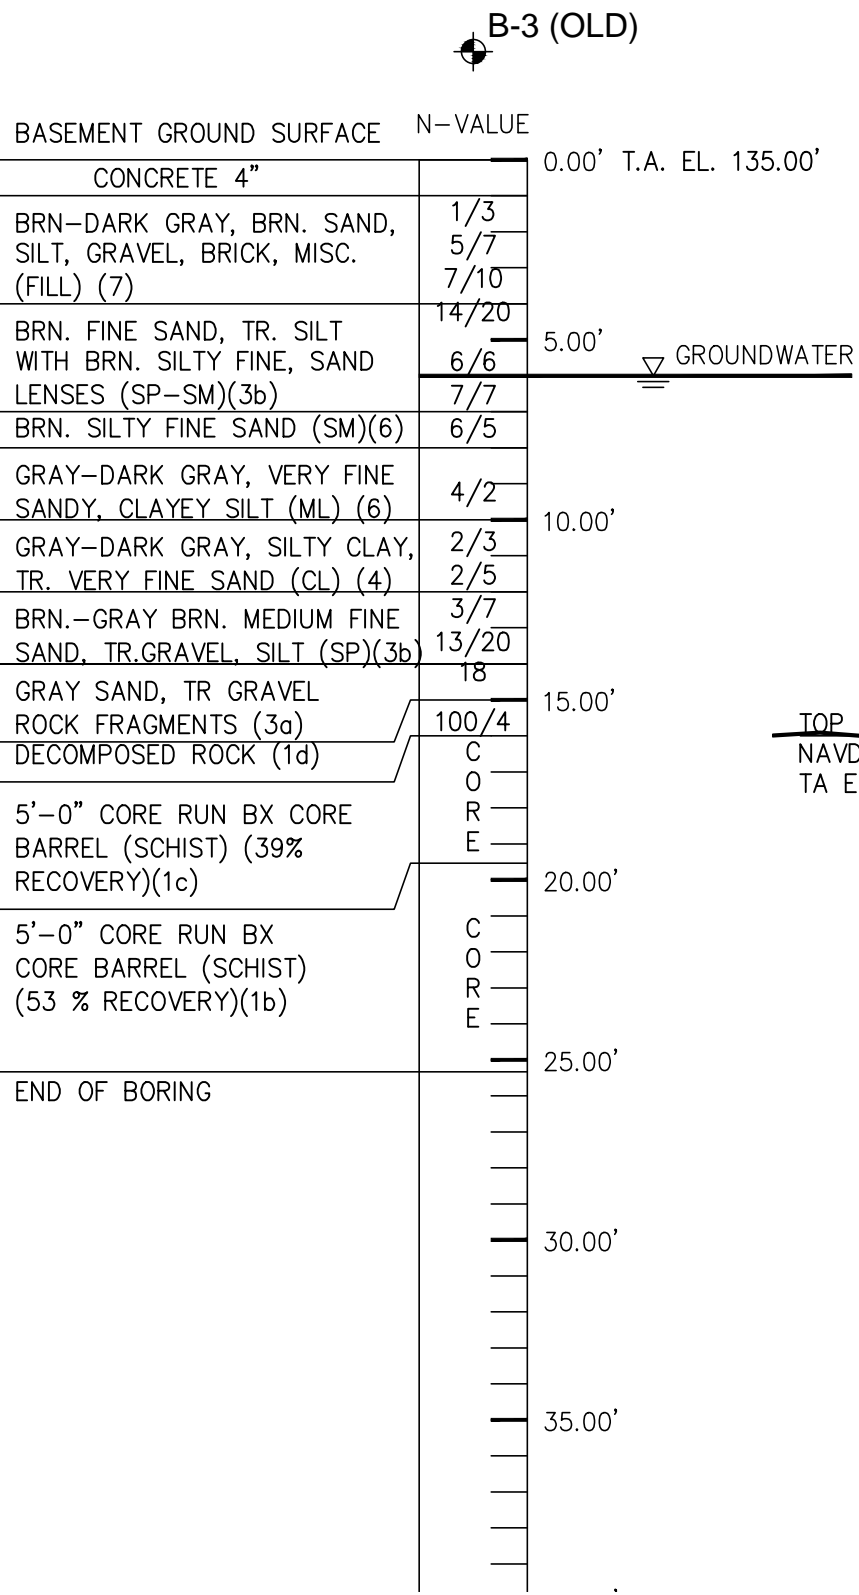 B-3 (OLD)
BASEMENT GROUND SURFACE
N-VALUE
0.00' T.A. EL. 135.00'
CONCRETE 4"
BRN-DARK GRAY, BRN. SAND,
SILT, GRAVEL, BRICK, MISC.
(FILL) (7)
1/3
5/7
7/10
14/20
BRN. FINE SAND, TR. SILT
WITH BRN. SILTY FINE, SAND
LENSES (SP-SM)(3b)
5.00'
6/6
7/7
GROUNDWATER
BRN. SILTY FINE SAND (SM)(6)
6/5
GRAY-DARK GRAY, VERY FINE
SANDY, CLAYEY SILT (ML) (6)
4/2
10.00'
GRAY-DARK GRAY, SILTY CLAY,
TR. VERY FINE SAND (CL) (4)
2/3
2/5
BRN.-GRAY BRN. MEDIUM FINE
SAND, TR.GRAVEL, SILT (SP)(3b)
3/7
13/20
18
GRAY SAND, TR GRAVEL
ROCK FRAGMENTS (3a)
15.00'
100/4
TOP
NAVD
TA E
DECOMPOSED ROCK (1d)
5'-0" CORE RUN BX CORE
BARREL (SCHIST) (39%
RECOVERY)(1c)
C
O
R
E
20.00'
5'-0" CORE RUN BX
CORE BARREL (SCHIST)
(53 % RECOVERY)(1b)
C
O
R
E
25.00'
END OF BORING
30.00'
35.00'